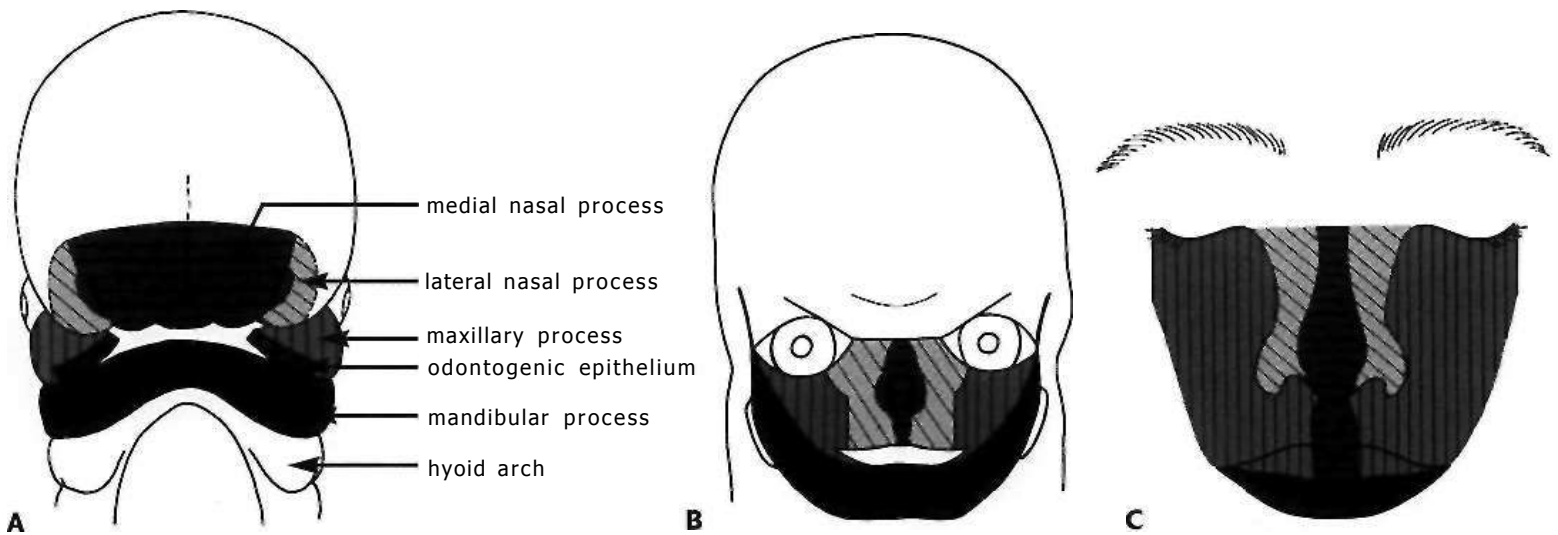 medial nasal process
lateral nasal process
maxillary process
odontogenic epithelium
mandibular process
hyoid arch
A
B
C